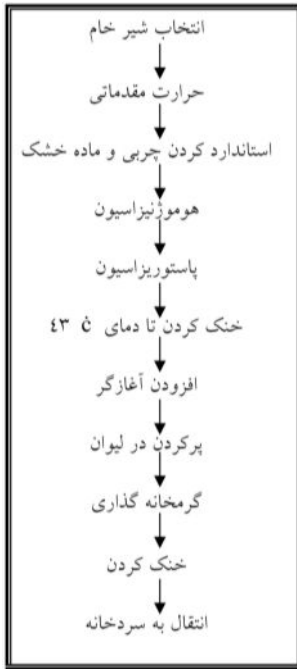 انتخاب شیر خام
حرارت مقدماتی
استاندارد کردن چربی و ماده خشک
هوموژنیزاسیون
پاستوریزاسیون
خنک کردن تا دمای ċ ٤٣
افزودن آغازگر
پرکردن در لیوان
گرمخانه گذاری
خنک کردن
انتقال به سردخانه